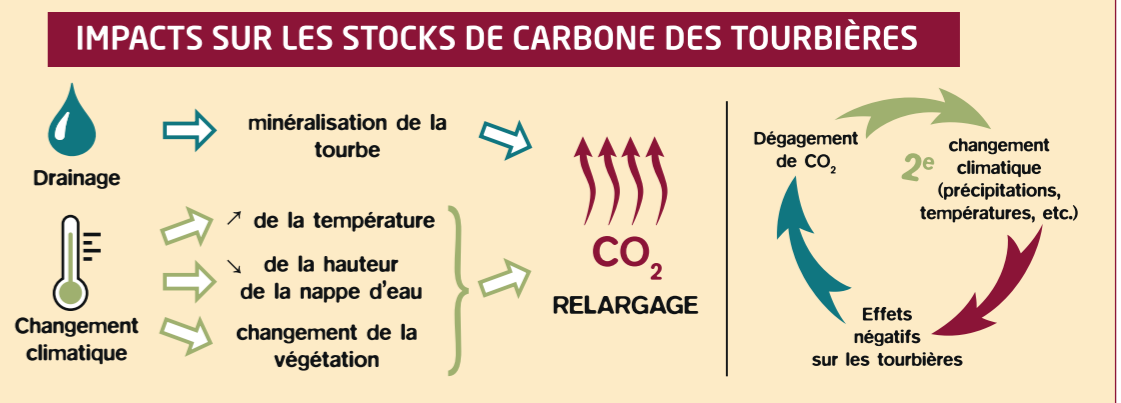 IMPACTS SUR LES STOCKS DE CARBONE DES TOURBIÈRES
Drainage
minéralisation de la
tourbe
Changement
climatique
↗ de la température
↘ de la hauteur
de la nappe d'eau
changement de la
végétation
CO₂
RELARGAGE
Dégagement
de CO₂
2e
changement
climatique
(précipitations,
températures, etc.)
Effets
négatifs
sur les tourbières